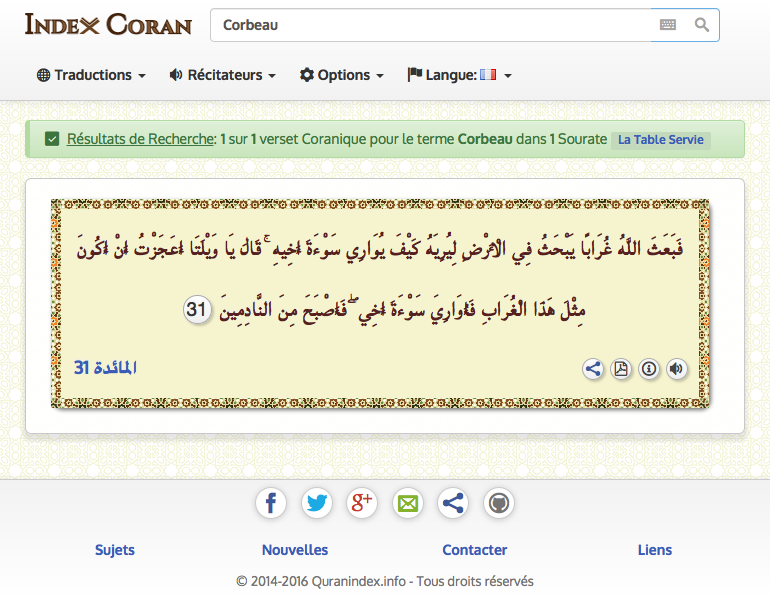 INDEX CORAN
Corbeau
Traductions
Récitateurs
Options
Langue:
Résultats de Recherche: 1 sur 1 verset Coranique pour le terme Corbeau dans 1 Sourate La Table Servie
فَبَعَثَ اللَّهُ غُرَابًا يَبْحَثُ فِي الْأَرْضِ لِيُرِيَهُ كَيْفَ يُوَارِي سَوْءَةَ أَخِيهِ ۚ قَالَ يَا وَيْلَتَا أَعَجَزْتُ أَنْ أَكُونَ
مِثْلَ هَذَا الْغُرَابِ فَأُوَارِيَ سَوْءَةَ أَخِي ۖ فَأَصْبَحَ مِنَ النَّادِمِينَ 31
المائدة 31
g+
Sujets
Nouvelles
Contacter
Liens
© 2014-2016 Quranindex.info - Tous droits réservés